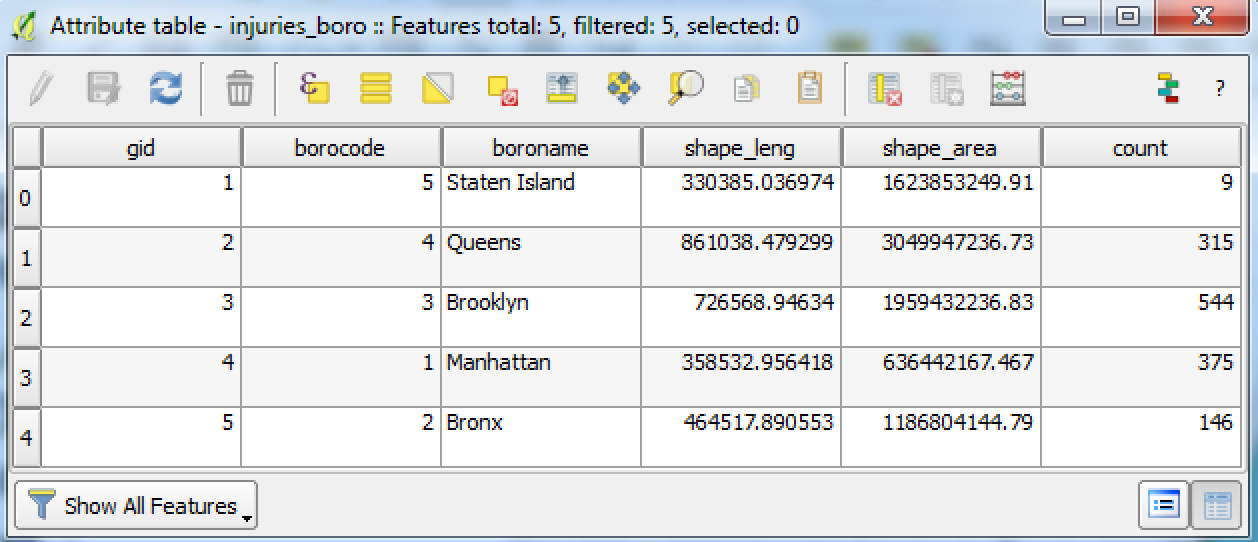 Attribute table - injuries_boro :: Features total: 5, filtered: 5, selected: 0
?
gid borocode boroname shape_leng shape_area count
0 1 5 Staten Island 330385.036974 1623853249.91 9
1 2 4 Queens 861038.479299 3049947236.73 315
2 3 3 Brooklyn 726568.94634 1959432236.83 544
3 4 1 Manhattan 358532.956418 636442167.467 375
4 5 2 Bronx 464517.890553 1186804144.79 146
Show All Features